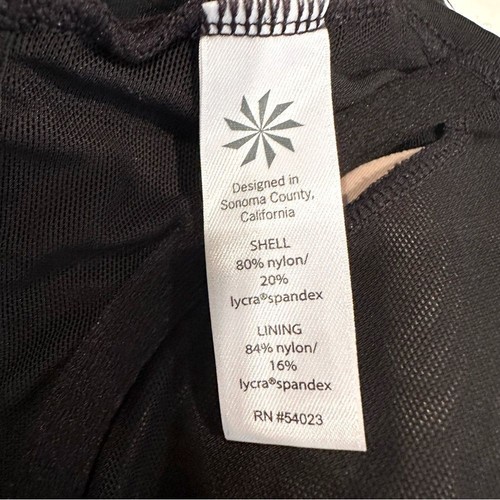 Designed in
Sonoma County,
California
SHELL
80% nylon/
20%
lycra®spandex
LINING
84% nylon/
16%
lycra®spandex
RN #54023